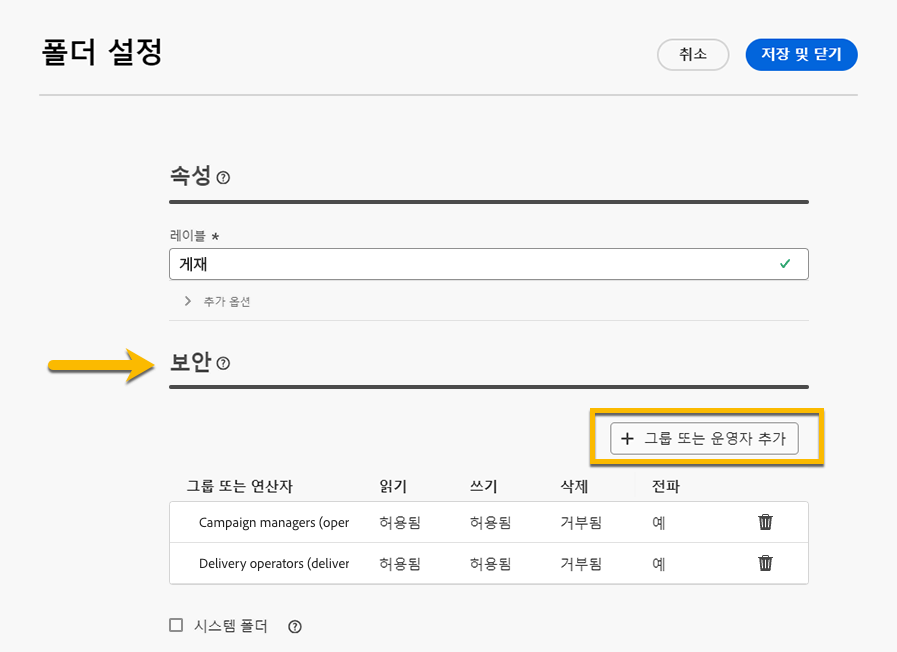 폴더 설정
취소
저장 및 닫기
속성
레이블 *
게재
추가 옵션
보안
+ 그룹 또는 운영자 추가
그룹 또는 연산자 읽기 쓰기 삭제 전파
Campaign managers (oper 허용됨 허용됨 거부됨 예
Delivery operators (deliver 허용됨 허용됨 거부됨 예
시스템 폴더